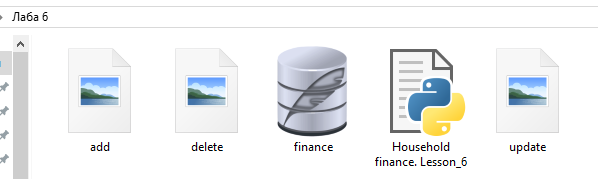 Лаба 6
add
delete
finance
Household
finance. Lesson_6
update